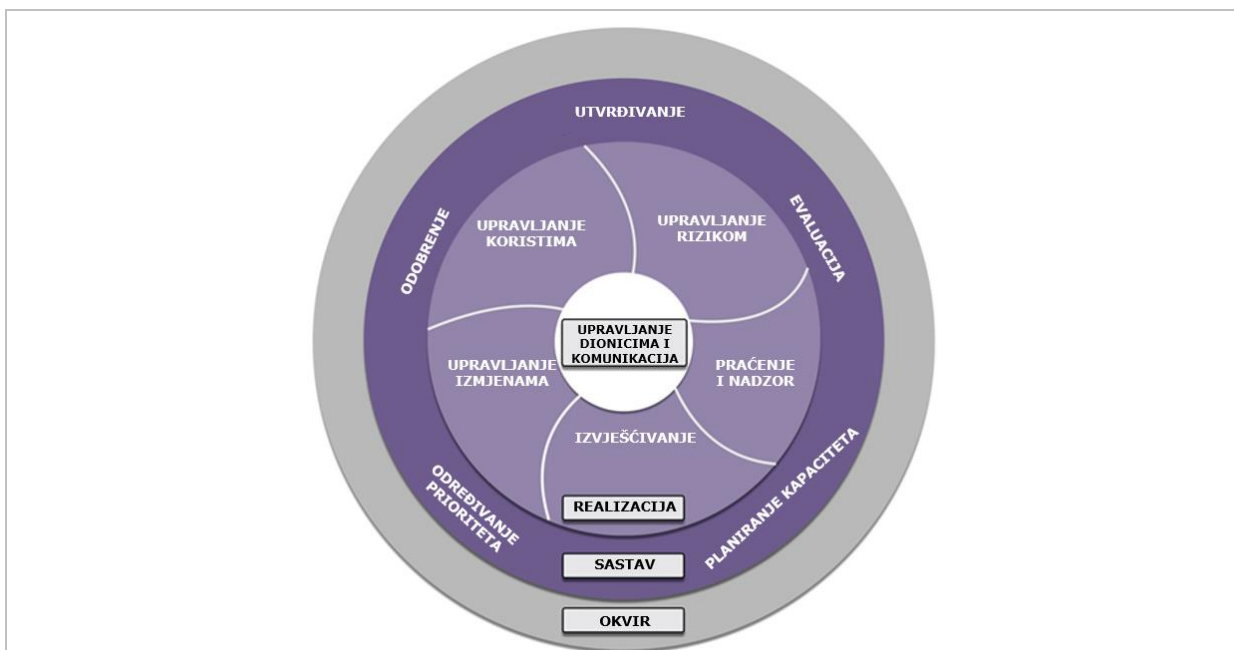 UTVRĐIVANJE
ODOBRENJE
EVALUACIJA
UPRAVLJANJE
KORISTIMA
UPRAVLJANJE
RIZIKOM
UPRAVLJANJE
DIONICIMA I
KOMUNIKACIJA
UPRAVLJANJE
IZMJENAMA
PRAĆENJE
I NADZOR
IZVJEŠĆIVANJE
ODREĐIVANJE
PRIORITETA
PLANIRANJE KAPACITETA
REALIZACIJA
SASTAV
OKVIR